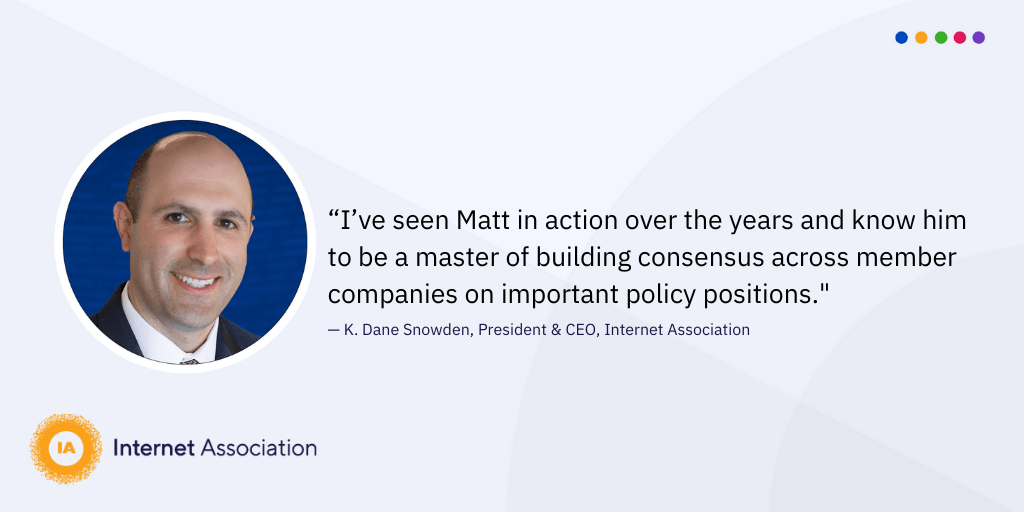 “I’ve seen Matt in action over the years and know him
to be a master of building consensus across member
companies on important policy positions."
— K. Dane Snowden, President & CEO, Internet Association
IA
Internet Association